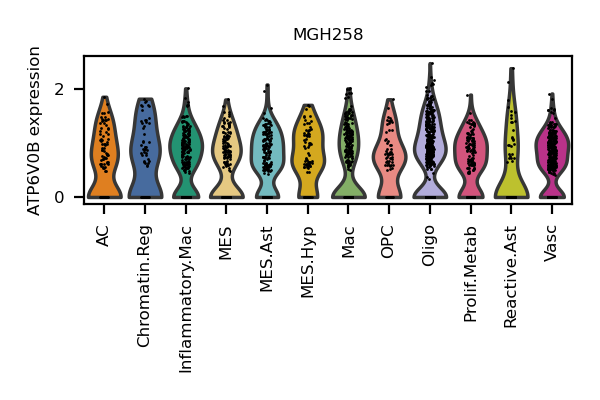 MGH258
ATP6V0B expression
2
0
AC
Chromatin.Reg
Inflammatory.Mac
MES
MES.Ast
MES.Hyp
Mac
OPC
Oligo
Prolif.Metab
Reactive.Ast
Vasc